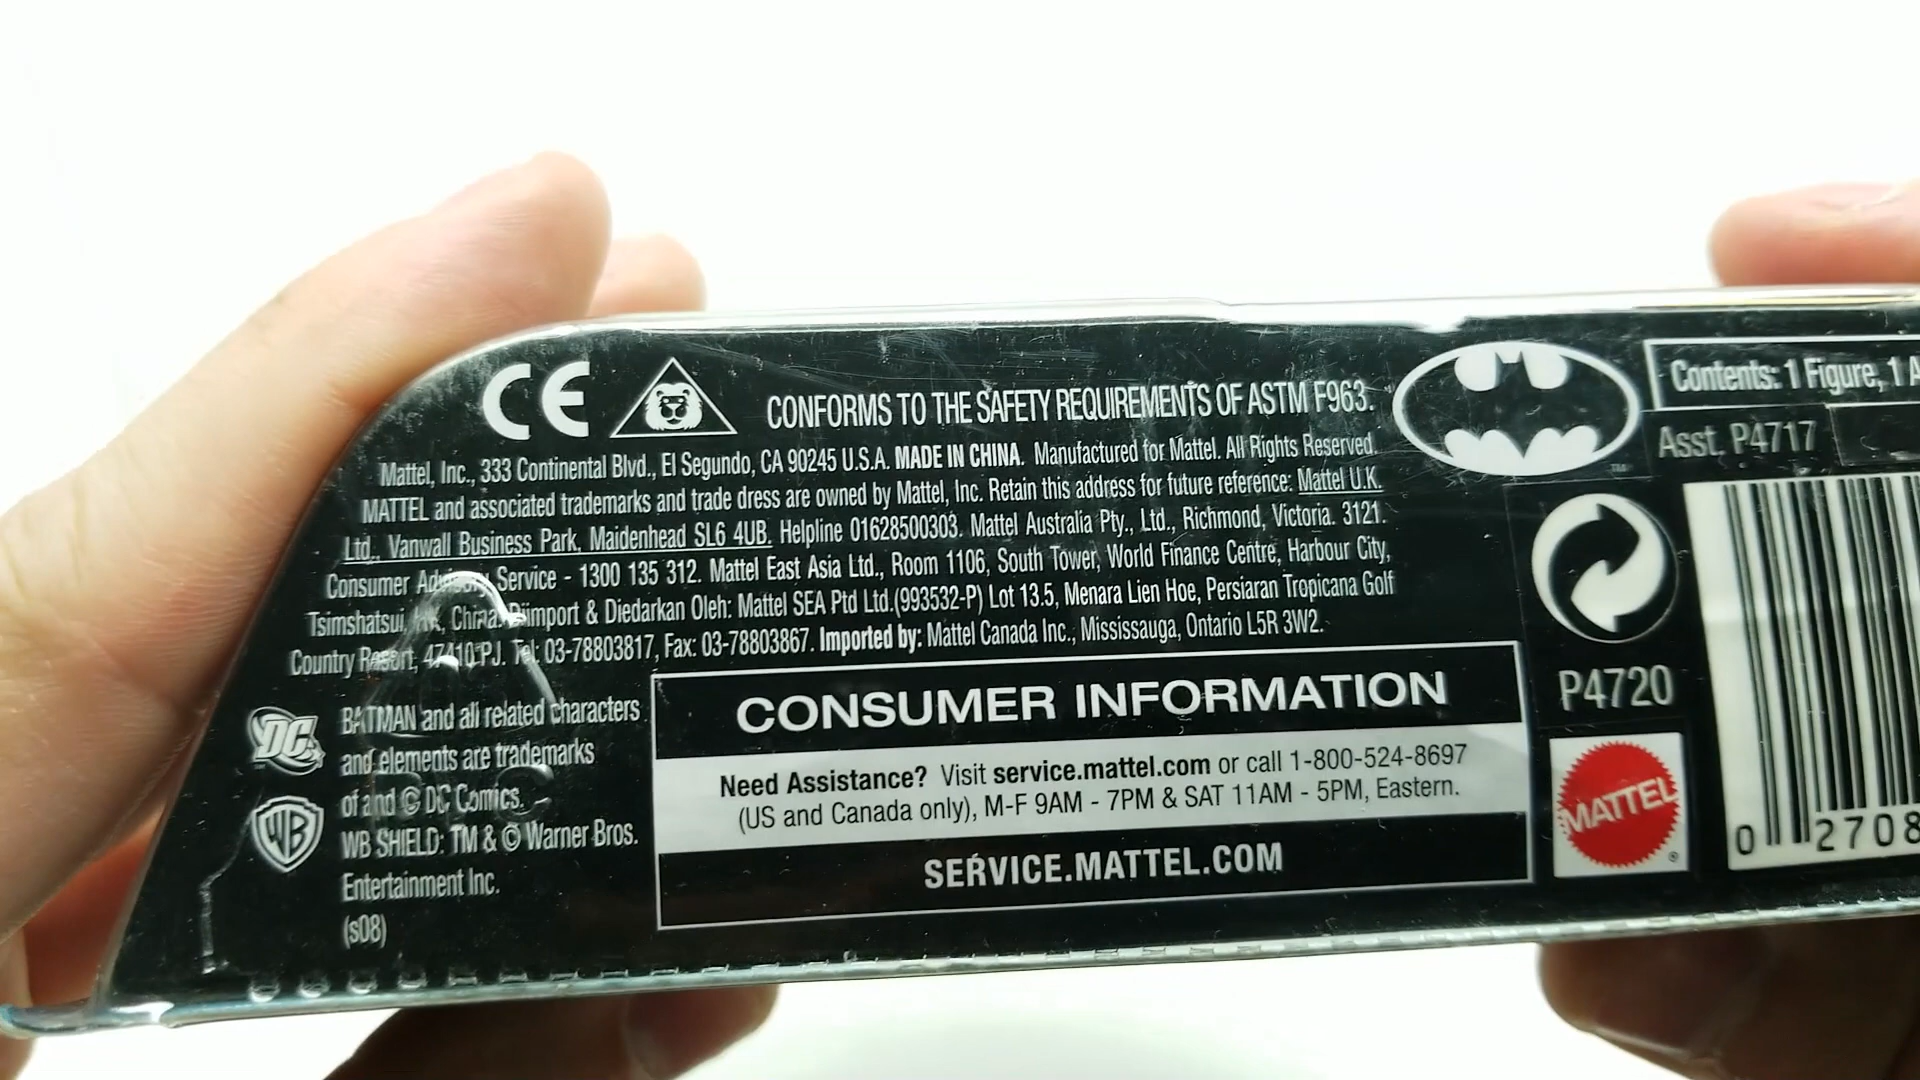 CE
CONFORMS TO THE SAFETY REQUIREMENTS OF ASTM F963.
Mattel, Inc., 333 Continental Blvd., El Segundo, CA 90245 U.S.A. MADE IN CHINA. Manufactured for Mattel. All Rights Reserved.
MATTEL and associated trademarks and trade dress are owned by Mattel, Inc. Retain this address for future reference: Mattel U.K.
Ltd., Vanwall Business Park, Maidenhead SL6 4UB. Helpline 01628500303. Mattel Australia Pty., Ltd., Richmond, Victoria. 3121.
Consumer Advisory Service - 1300 135 312. Mattel East Asia Ltd., Room 1106, South Tower, World Finance Centre, Harbour City,
Tsimshatsui, HK, China. Diimport & Diedarkan Oleh: Mattel SEA Ptd Ltd.(993532-P) Lot 13.5, Menara Lien Hoe, Persiaran Tropicana Golf
Country Resort, 47410 PJ. Tel: 03-78803817, Fax: 03-78803867. Imported by: Mattel Canada Inc., Mississauga, Ontario L5R 3W2.
DC
BATMAN and all related characters
and elements are trademarks
of and © DC Comics.
WB
WB SHIELD: TM & © Warner Bros.
Entertainment Inc.
(s08)
CONSUMER INFORMATION
Need Assistance? Visit service.mattel.com or call 1-800-524-8697
(US and Canada only), M-F 9AM - 7PM & SAT 11AM - 5PM, Eastern.
SERVICE.MATTEL.COM
TM
Contents: 1 Figure, 1 A
Asst. P4717
P4720
MATTEL
®
0 2708